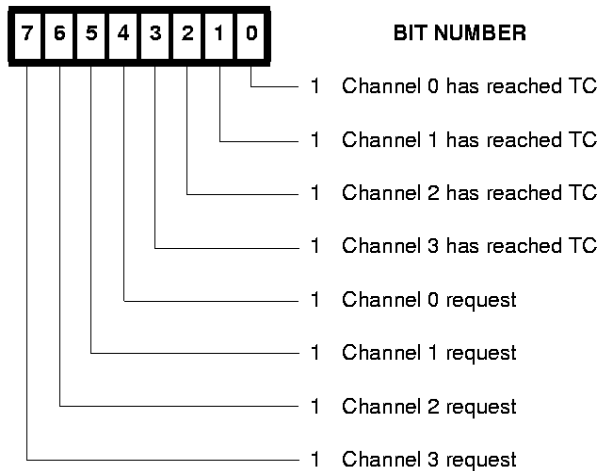 7 6 5 4 3 2 1 0 BIT NUMBER
1 Channel 0 has reached TC
1 Channel 1 has reached TC
1 Channel 2 has reached TC
1 Channel 3 has reached TC
1 Channel 0 request
1 Channel 1 request
1 Channel 2 request
1 Channel 3 request